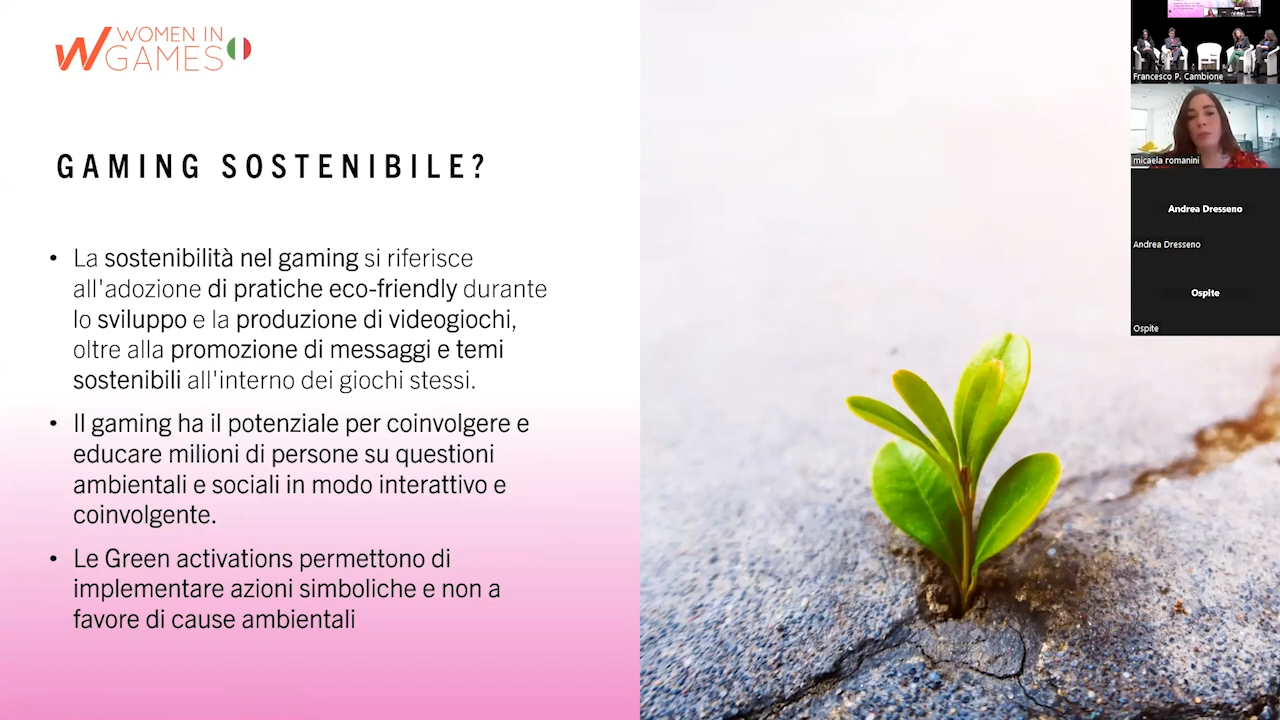 WOMEN IN
GAMES
GAMING SOSTENIBILE?
• La sostenibilità nel gaming si riferisce
all'adozione di pratiche eco-friendly durante
lo sviluppo e la produzione di videogiochi,
oltre alla promozione di messaggi e temi
sostenibili all'interno dei giochi stessi.
• Il gaming ha il potenziale per coinvolgere e
educare milioni di persone su questioni
ambientali e sociali in modo interattivo e
coinvolgente.
• Le Green activations permettono di
implementare azioni simboliche e non a
favore di cause ambientali
Francesco P. Cambione
micaela romanini
Andrea Dresseno
Andrea Dresseno
Ospite
Ospite